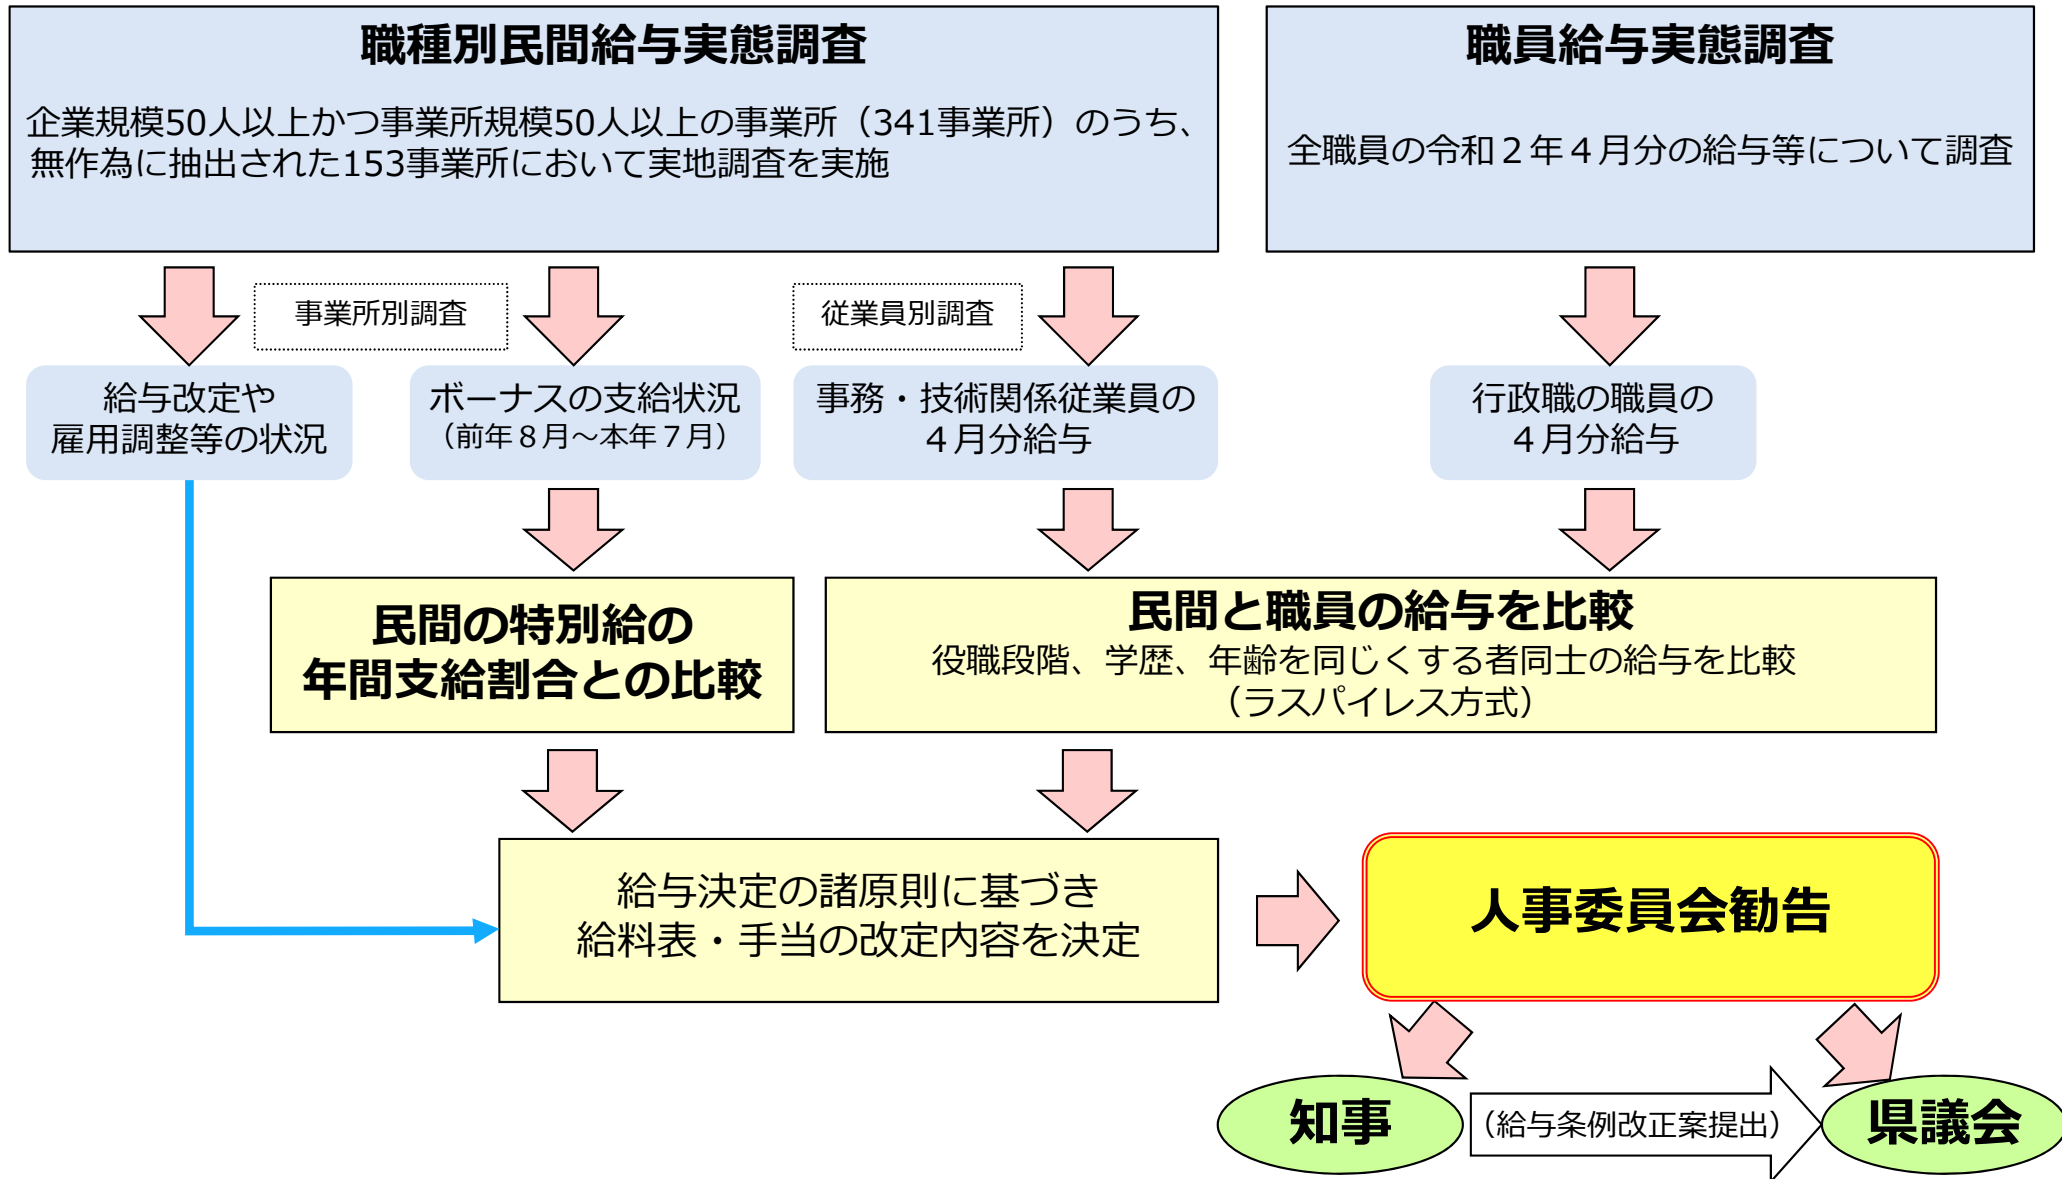 職種別民間給与実態調査
企業規模50人以上かつ事業所規模50人以上の事業所（341事業所）のうち、
無作為に抽出された153事業所において実地調査を実施
職員給与実態調査
全職員の令和２年４月分の給与等について調査
事業所別調査
従業員別調査
給与改定や
雇用調整等の状況
ボーナスの支給状況
（前年８月～本年７月）
事務・技術関係従業員の
４月分給与
行政職の職員の
４月分給与
民間の特別給の
年間支給割合との比較
民間と職員の給与を比較
役職段階、学歴、年齢を同じくする者同士の給与を比較
（ラスパイレス方式）
給与決定の諸原則に基づき
給料表・手当の改定内容を決定
人事委員会勧告
知事
（給与条例改正案提出）
県議会